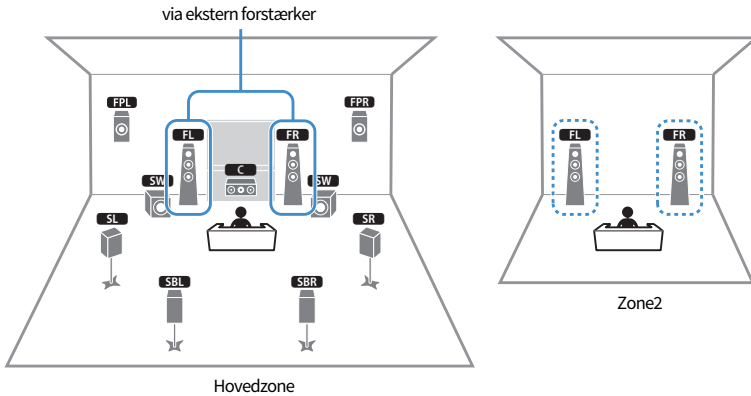 via ekstern forstærker
FPL
FPR
FL
FR
C
SW
SW
SL
SR
SBL
SBR
Hovedzone
FL
FR
Zone2